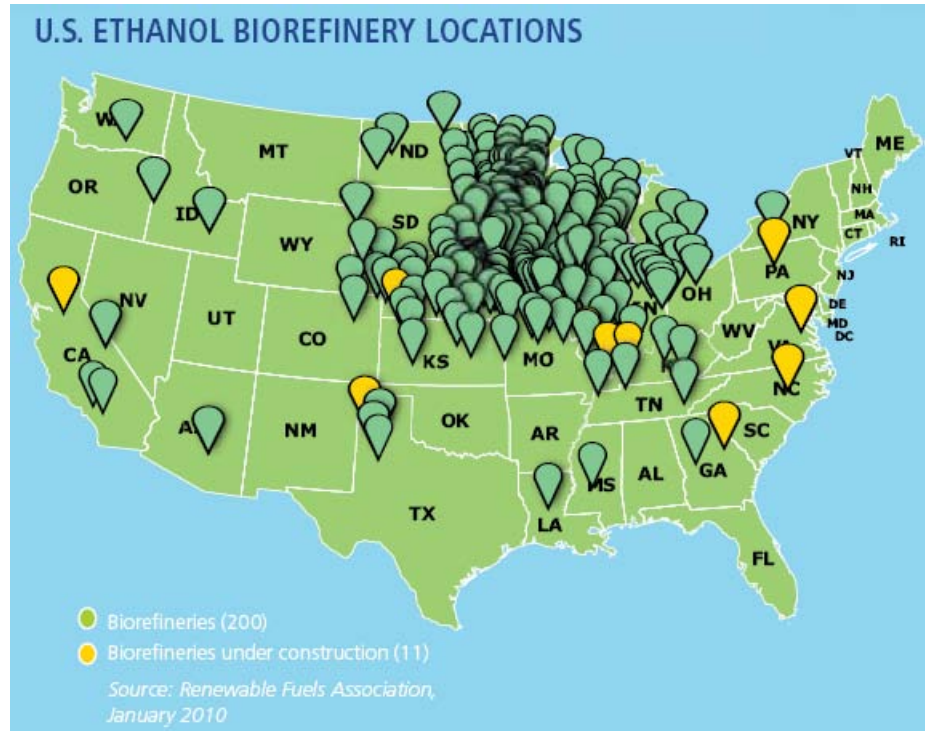 U.S. ETHANOL BIOREFINERY LOCATIONS
ME
VT
MT
ND
OR
NH
ID
SD
MA
NY
WY
CT
RI
PA
NV
OH
NJ
UT
DE
CO
WV
MD
DC
CA
KS
MO
NC
TN
NM
OK
AR
SC
MS
AL
GA
TX
LA
FL
Biorefineries (200)
Biorefineries under construction (11)
Source: Renewable Fuels Association,
January 2010